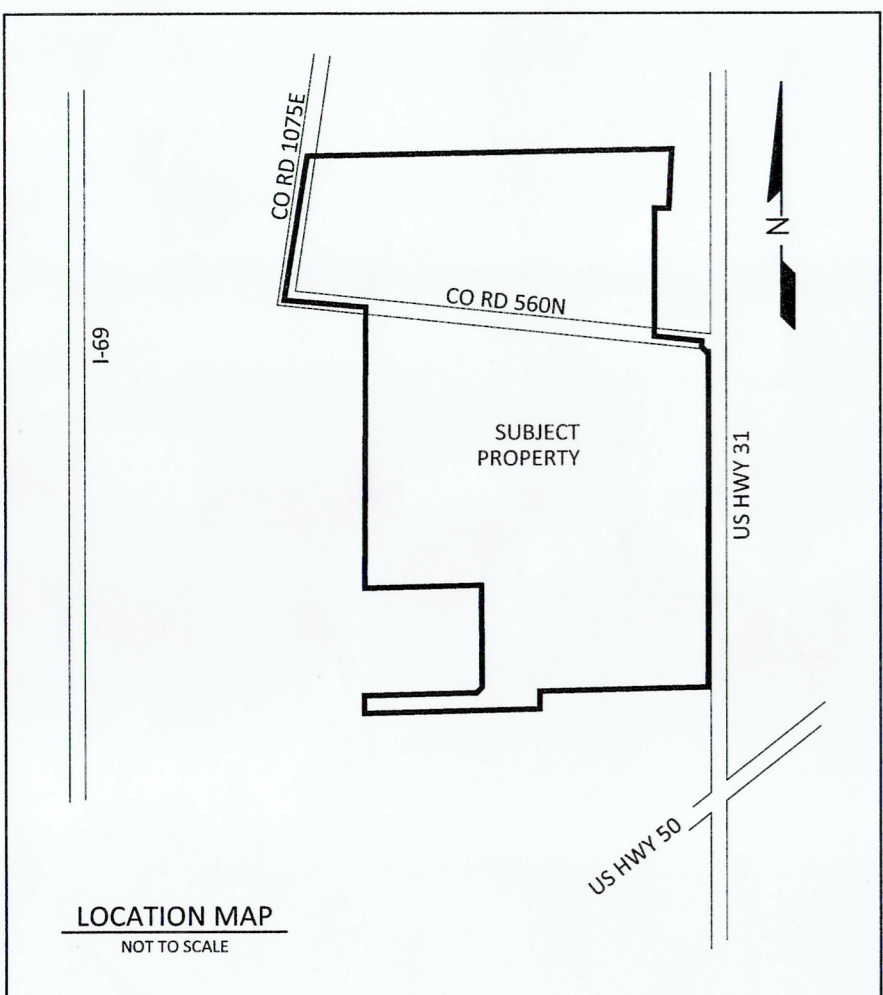 CO RD 1075E
N
CO RD 560N
I-69
SUBJECT
PROPERTY
US HWY 31
US HWY 50
LOCATION MAP
NOT TO SCALE